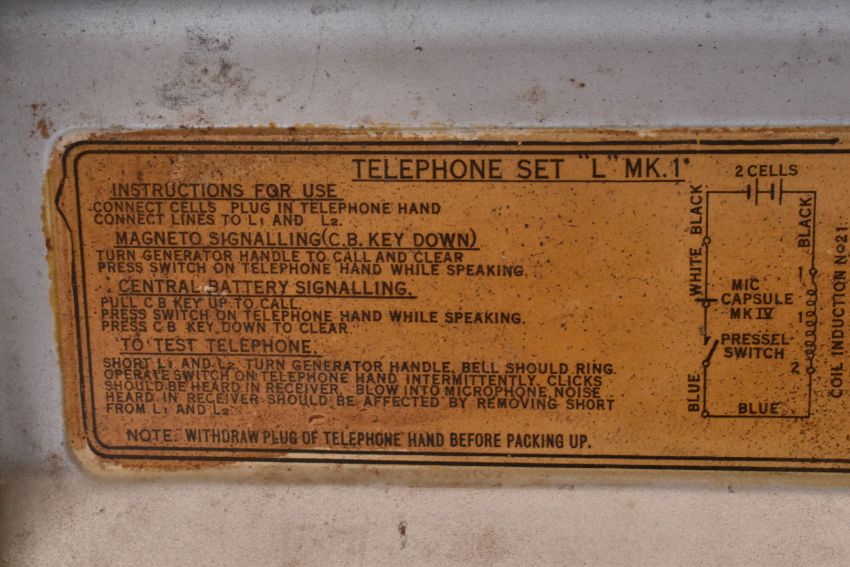 TELEPHONE SET "L" MK.1*
INSTRUCTIONS FOR USE
CONNECT CELLS PLUG IN TELEPHONE HAND
CONNECT LINES TO L1 AND L2.
MAGNETO SIGNALLING (C.B. KEY DOWN)
TURN GENERATOR HANDLE TO CALL AND CLEAR
PRESS SWITCH ON TELEPHONE HAND WHILE SPEAKING.
CENTRAL BATTERY SIGNALLING.
PULL C B KEY UP TO CALL
PRESS SWITCH ON TELEPHONE HAND WHILE SPEAKING.
PRESS C B KEY DOWN TO CLEAR
TO TEST TELEPHONE.
SHORT L1 AND L2. TURN GENERATOR HANDLE, BELL SHOULD RING.
OPERATE SWITCH ON TELEPHONE HAND INTERMITTENTLY, CLICKS
SHOULD BE HEARD IN RECEIVER. BLOW INTO MICROPHONE, NOISE
HEARD IN RECEIVER SHOULD BE AFFECTED BY REMOVING SHORT
FROM L1 AND L2.
NOTE. WITHDRAW PLUG OF TELEPHONE HAND BEFORE PACKING UP.
2 CELLS
BLACK
BLACK
WHITE
MIC
CAPSULE
MK IV
PRESSEL
SWITCH
BLUE
BLUE
1
1
2
COIL INDUCTION No21